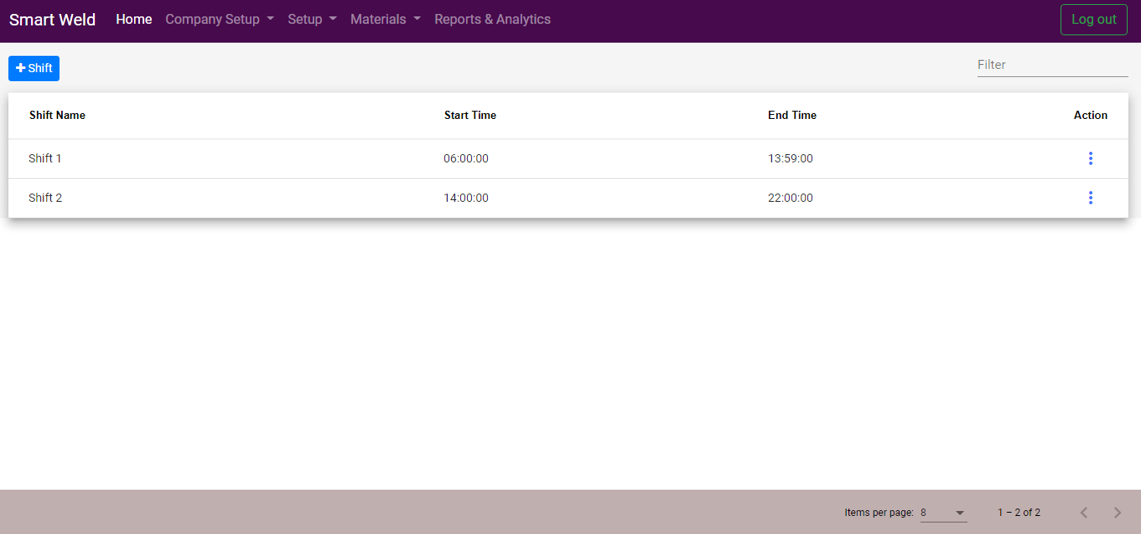 Smart Weld Home Company Setup Setup Materials Reports & Analytics Log out
+ Shift Filter
Shift Name Start Time End Time Action
Shift 1 06:00:00 13:59:00
Shift 2 14:00:00 22:00:00
Items per page: 8 1 – 2 of 2